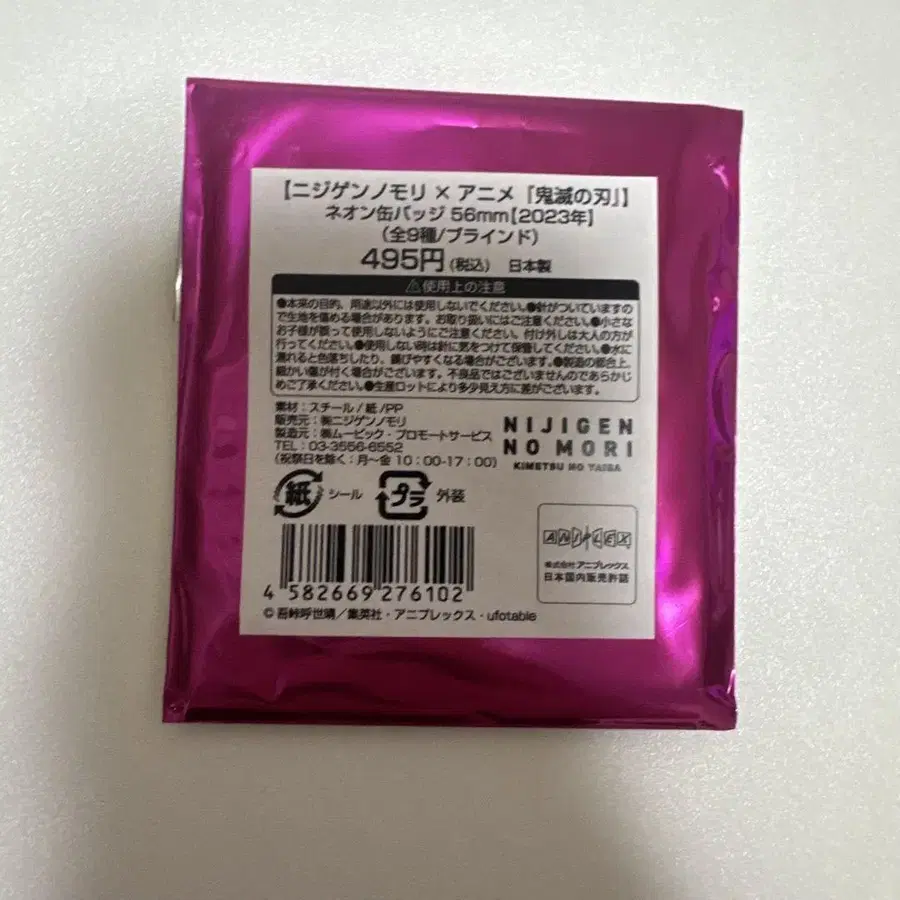 【ニジゲンノモリ × アニメ「鬼滅の刃」】
ネオン缶バッジ 56mm【2023年】
（全9種/ブラインド）
495円(税込) 日本製
⚠使用上の注意
●本来の目的、用途以外には使用しないでください。●針がついていますの
で生地を傷める場合があります。お取り扱いにはご注意ください。●小さな
お子様が誤って使用しないようにご注意ください。付け外しは大人の方が
行ってください。●使用しない時は針に気をつけて保管してください。●水に
濡れると色落ちしたり、錆びやすくなる場合がございます。●製造の都合上、
細かい傷が付く場合がございます。不良品ではございませんのであらかじ
めご了承ください。●生産ロットにより多少見え方に差がございます。
素材：スチール/紙/PP
販売元：㈱ニジゲンノモリ
製造元：㈱ムービック・プロモートサービス
TEL：03-3556-6552
（祝祭日を除く：月〜金 10：00-17：00）
NIJIGEN
NO MORI
KIMETSU NO YAIBA
紙 シール プラ 外装
ANIPLEX
株式会社アニプレックス
日本国内販売許諾
4 582669 276102
© 吾峠呼世晴／集英社・アニプレックス・ufotable